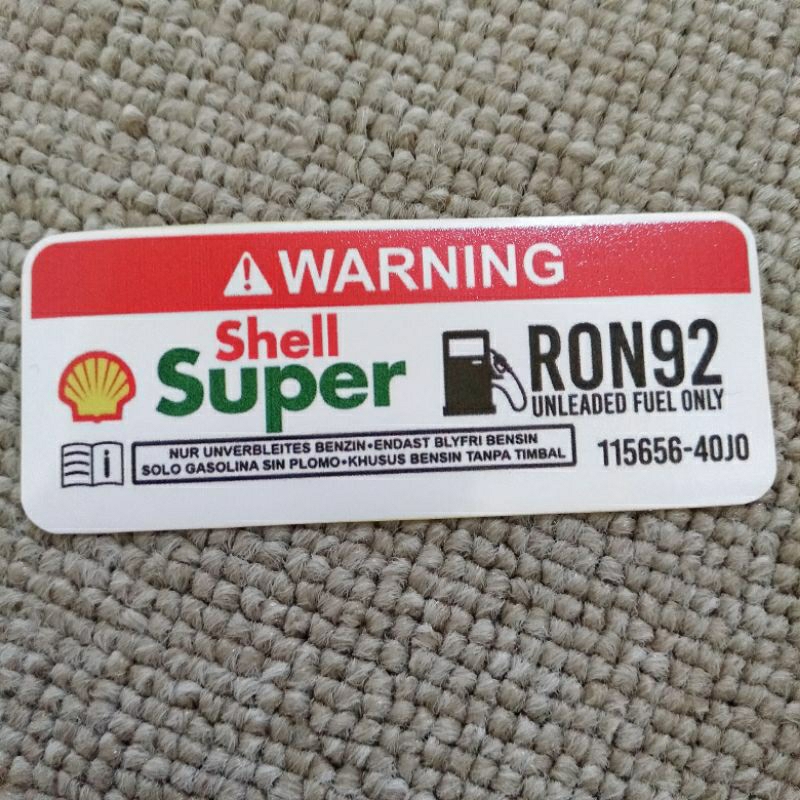 WARNING
Shell
Super
RON92
UNLEADED FUEL ONLY
NUR UNVERBLEITES BENZIN•ENDAST BLYFRI BENSIN
SOLO GASOLINA SIN PLOMO•KHUSUS BENSIN TANPA TIMBAL
115656-40J0